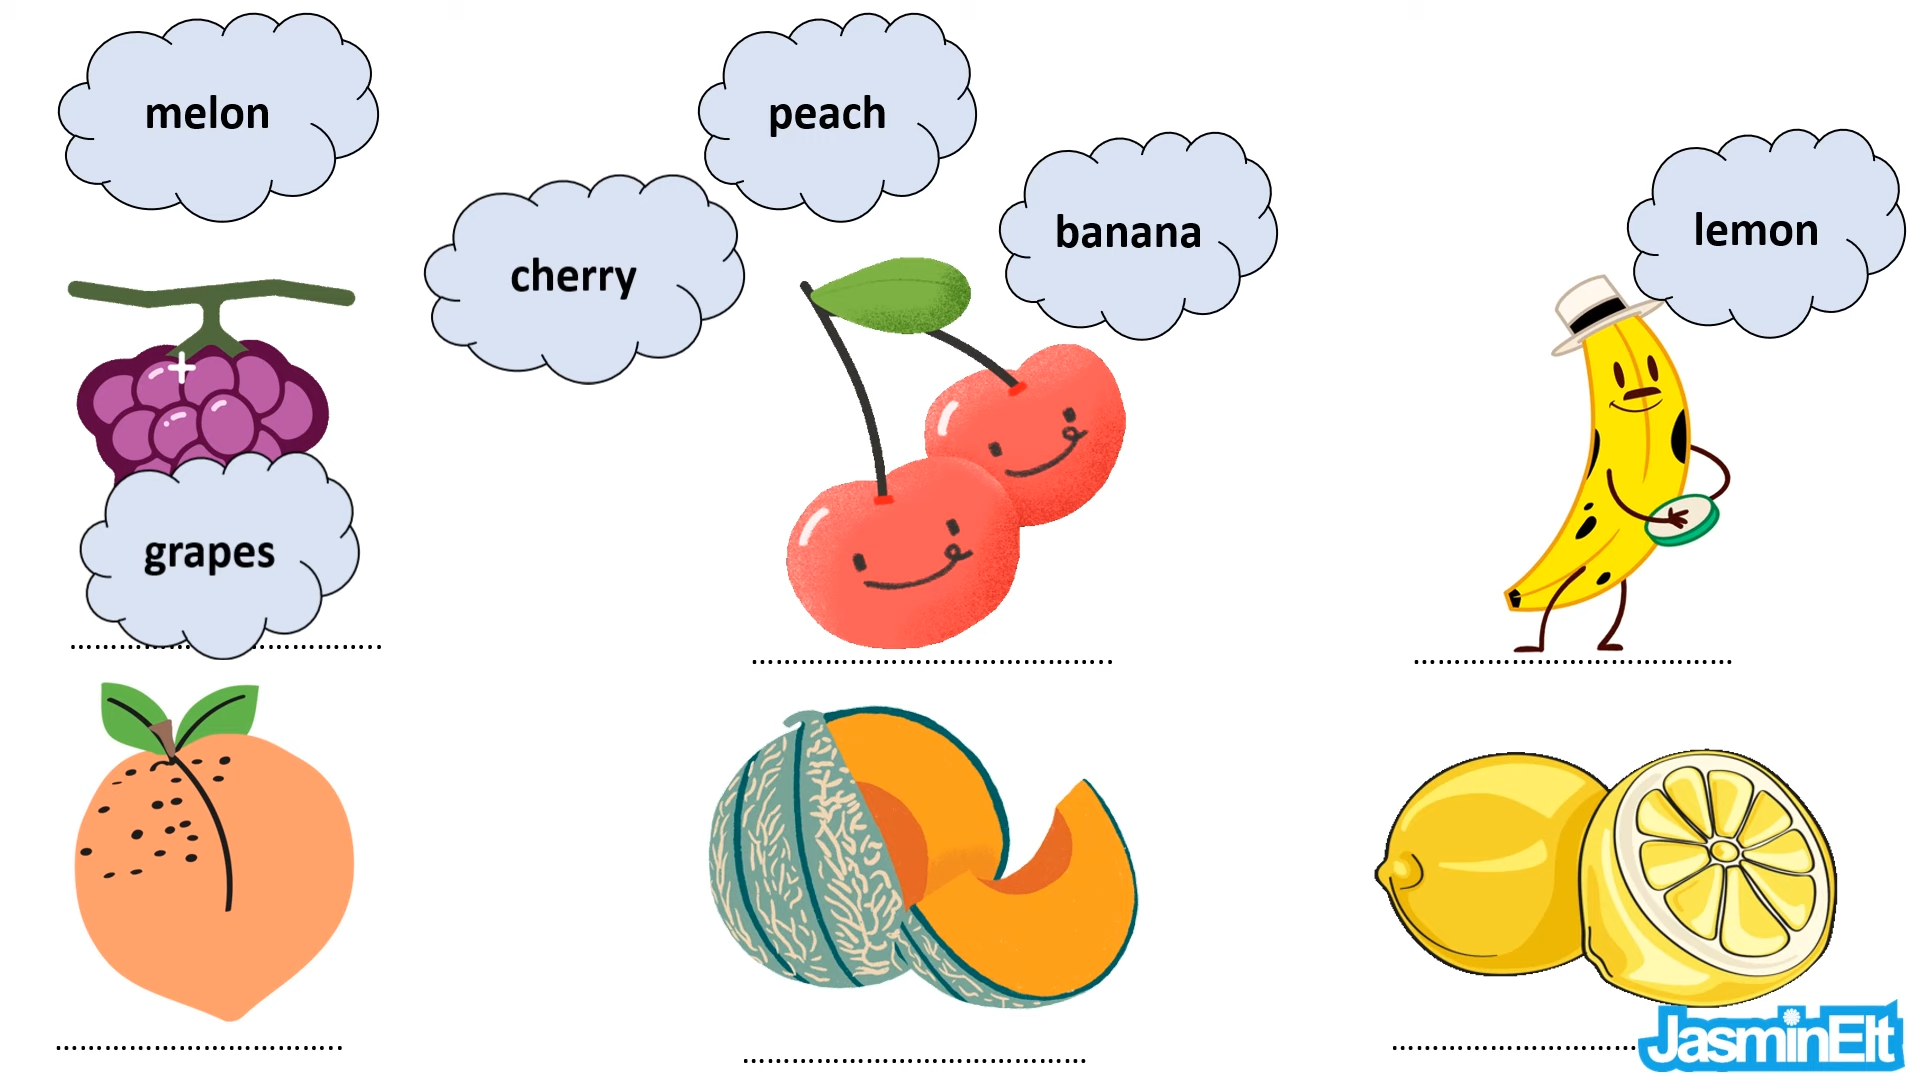 melon
peach
banana
lemon
cherry
grapes
JasminElt